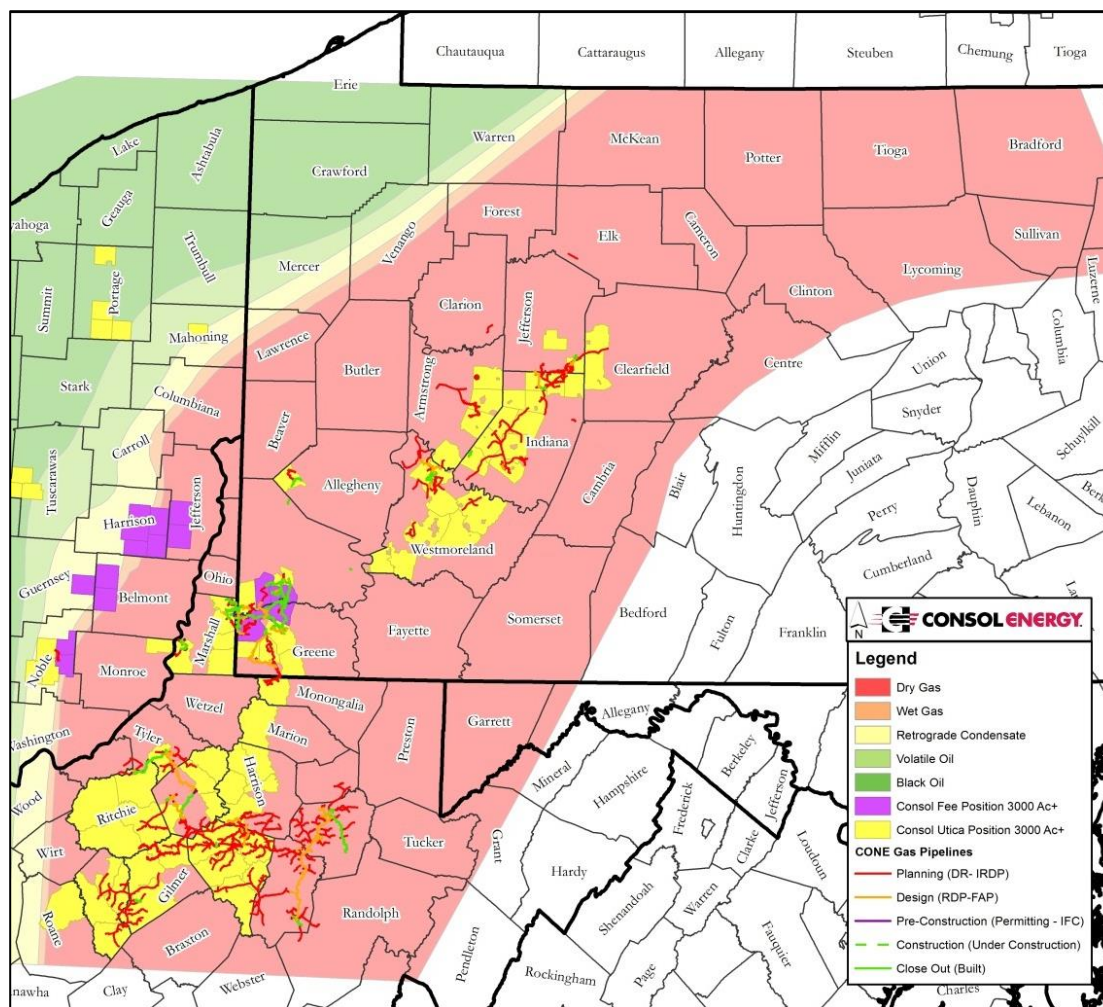 Chautauqua
Cattaraugus
Allegany
Steuben
Chemung
Tioga
Erie
Warren
McKean
Potter
Tioga
Bradford
Lake
Ashtabula
Crawford
yahoga
Geauga
Forest
Elk
Cameron
Sullivan
Luzerne
Trumbull
Mercer
Venango
Lycoming
Summit
Portage
Clarion
Jefferson
Clinton
Columbia
Mahoning
Lawrence
Butler
Armstrong
Clearfield
Centre
Union
Stark
Columbiana
Snyder
Schuylkill
Carroll
Beaver
Indiana
Mifflin
Juniata
Tuscarawas
Allegheny
Cambria
Blair
Huntingdon
Perry
Dauphin
Lebanon
Berk
Harrison
Jefferson
Westmoreland
Cumberland
Guernsey
Belmont
Ohio
Marshall
Fayette
Somerset
Bedford
Fulton
Franklin
Noble
Monroe
Greene
Wetzel
Monongalia
Washington
Tyler
Marion
Preston
Garrett
Allegany
Mineral
Hampshire
Berkeley
Jefferson
Frederick
Clarke
Loudoun
Wood
Ritchie
Harrison
Wirt
Tucker
Grant
Hardy
Shenandoah
Warren
Fauquier
Gilmer
Roane
Braxton
Randolph
Pendleton
Rockingham
Page
nawha
Clay
Webster
Charles
N
CONSOL ENERGY
Legend
Dry Gas
Wet Gas
Retrograde Condensate
Volatile Oil
Black Oil
Consol Fee Position 3000 Ac+
Consol Utica Position 3000 Ac+
CONE Gas Pipelines
Planning (DR- IRDP)
Design (RDP-FAP)
Pre-Construction (Permitting - IFC)
Construction (Under Construction)
Close Out (Built)